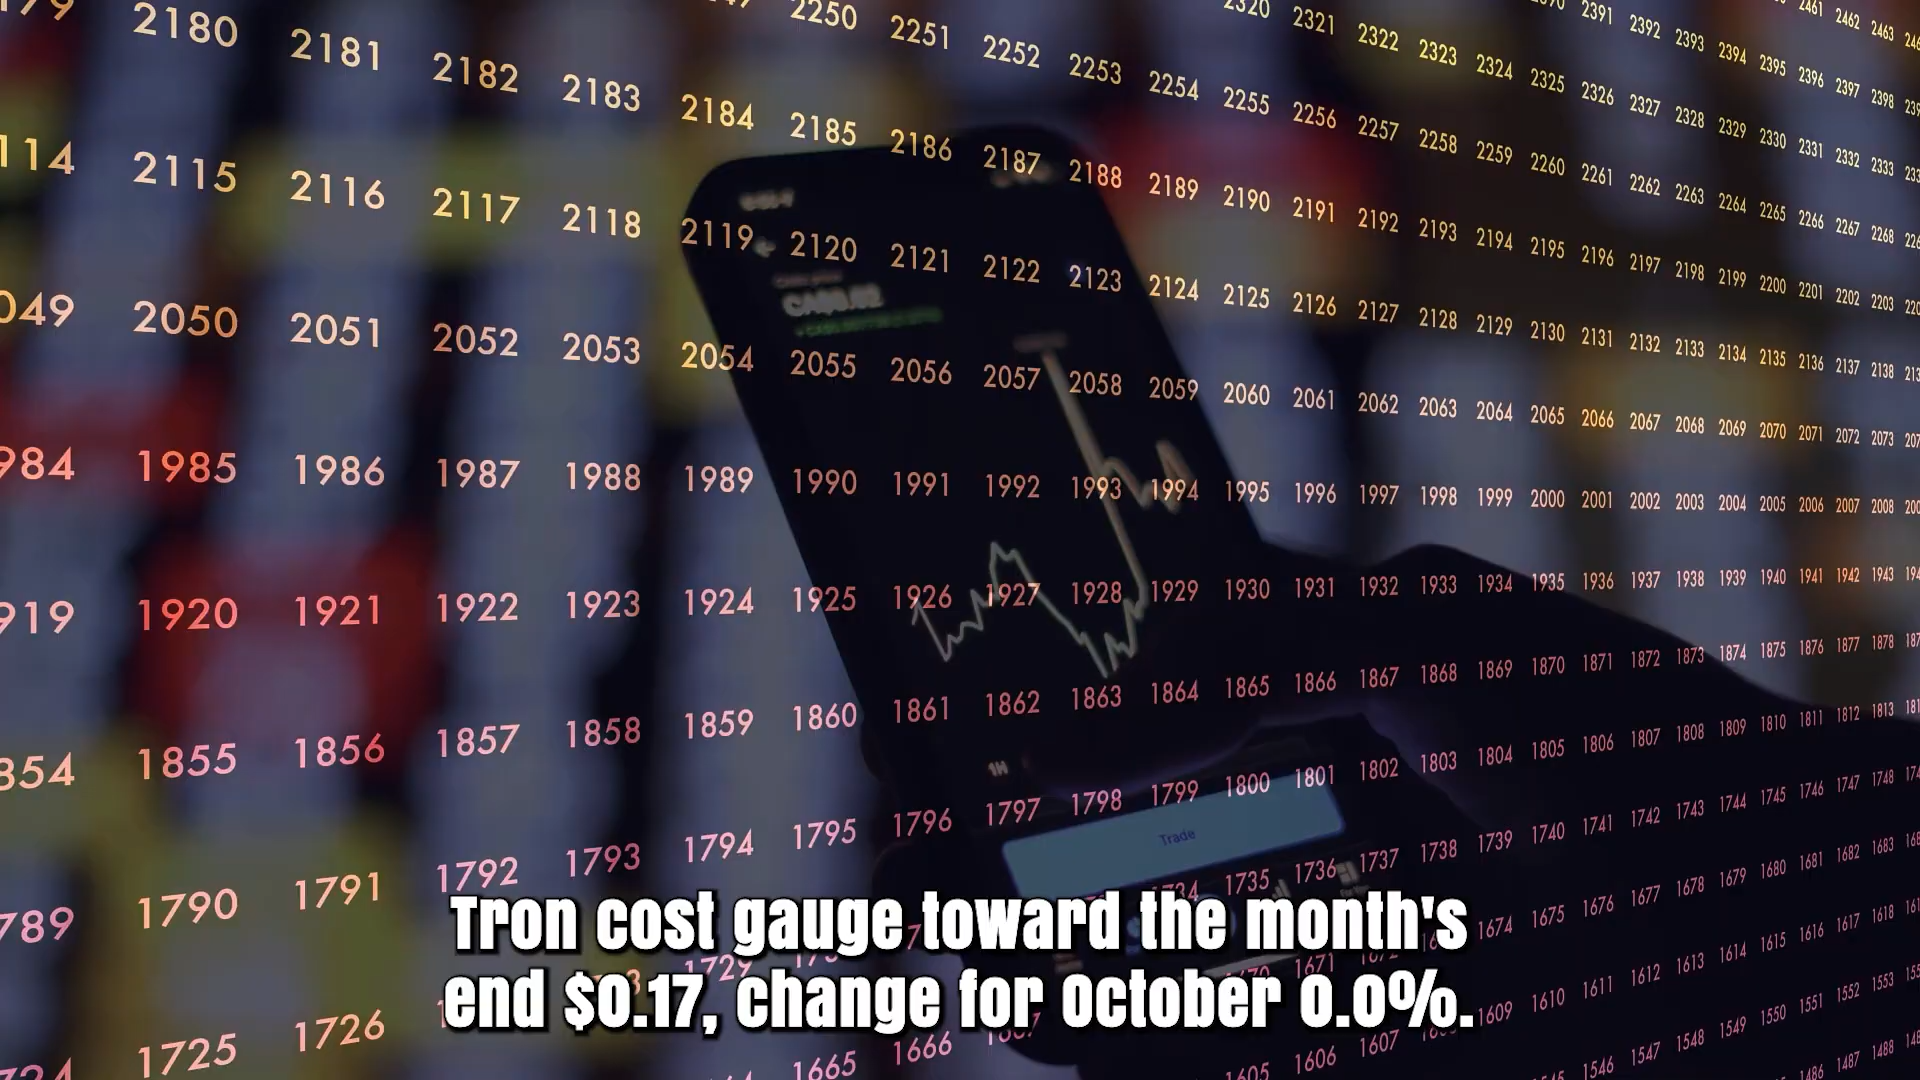 2180 2181 2182 2183 2184 2185 2186 2187 2188 2189 2190 2191 2192 2193 2194 2195 2196 2197 2198 2199 2200 2201 2202 2203
2250 2251 2252 2253 2254 2255 2256 2257 2258 2259 2260 2261 2262 2263 2264 2265 2266 2267 2268
2321 2322 2323 2324 2325 2326 2327 2328 2329 2330 2331 2332 2333
2391 2392 2393 2394 2395 2396 2397 2398
2461 2462 2463
2115 2116 2117 2118 2119 2120 2121 2122 2123 2124 2125 2126 2127 2128 2129 2130 2131 2132 2133 2134 2135 2136 2137 2138
2050 2051 2052 2053 2054 2055 2056 2057 2058 2059 2060 2061 2062 2063 2064 2065 2066 2067 2068 2069 2070 2071 2072 2073
1985 1986 1987 1988 1989 1990 1991 1992 1993 1994 1995 1996 1997 1998 1999 2000 2001 2002 2003 2004 2005 2006 2007 2008
1920 1921 1922 1923 1924 1925 1926 1927 1928 1929 1930 1931 1932 1933 1934 1935 1936 1937 1938 1939 1940 1941 1942 1943
1855 1856 1857 1858 1859 1860 1861 1862 1863 1864 1865 1866 1867 1868 1869 1870 1871 1872 1873 1874 1875 1876 1877 1878
1H
1790 1791 1792 1793 1794 1795 1796 1797 1798 1799 1800 1801 1802 1803 1804 1805 1806 1807 1808 1809 1810 1811 1812 1813
Trade
1725 1726 1735 1736 1737 1738 1739 1740 1741 1742 1743 1744 1745 1746 1747 1748
1665 1666 1671 1674 1675 1676 1677 1678 1679 1680 1681 1682 1683
1606 1607 1609 1610 1611 1612 1613 1614 1615 1616 1617 1618
1546 1547 1548 1549 1550 1551 1552 1553
1486 1487 1488
Tron cost gauge toward the month's
end $0.17, change for October 0.0%.